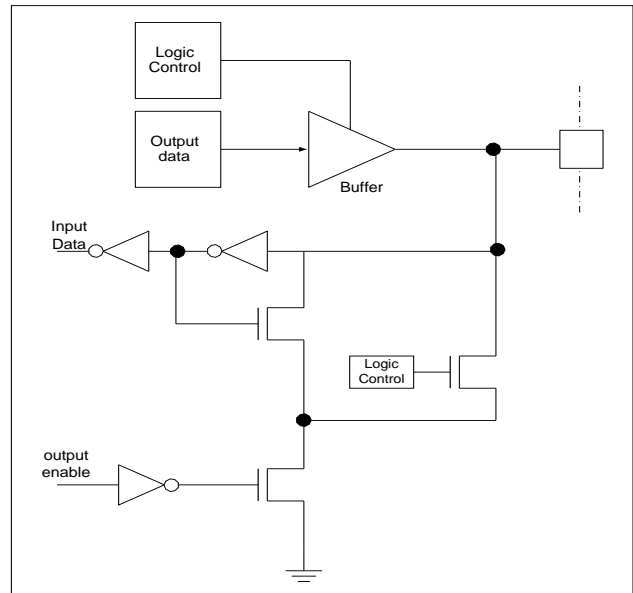 Logic
Control
Output
data
Buffer
Input
Data
Logic
Control
output
enable